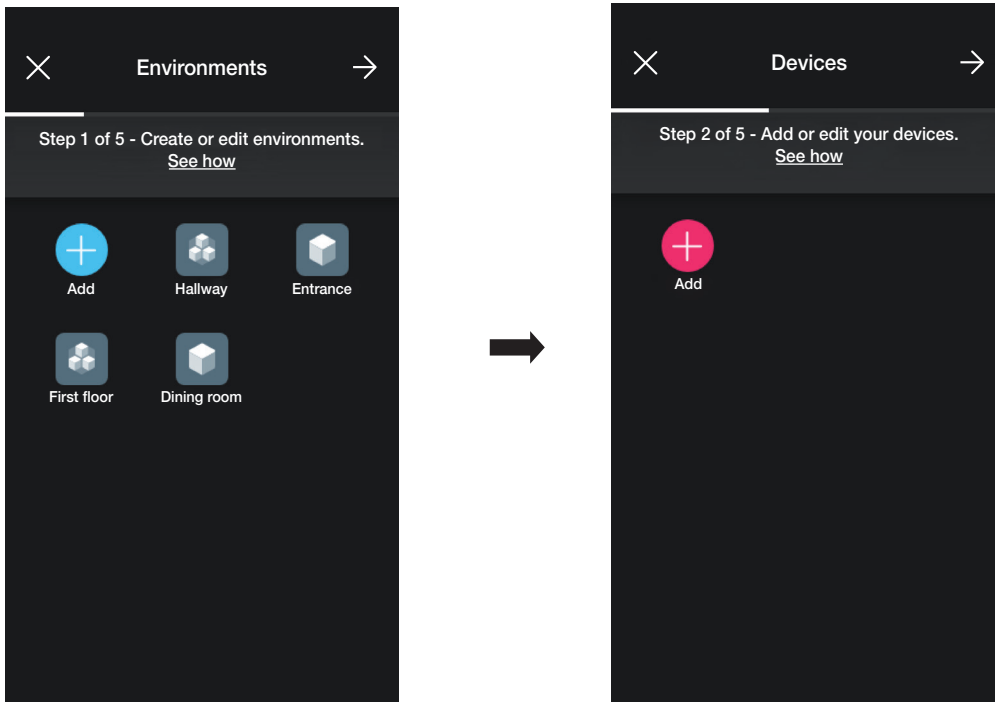 Environments
Step 1 of 5 - Create or edit environments.
See how
Add
Hallway
Entrance
First floor
Dining room
Devices
Step 2 of 5 - Add or edit your devices.
See how
Add